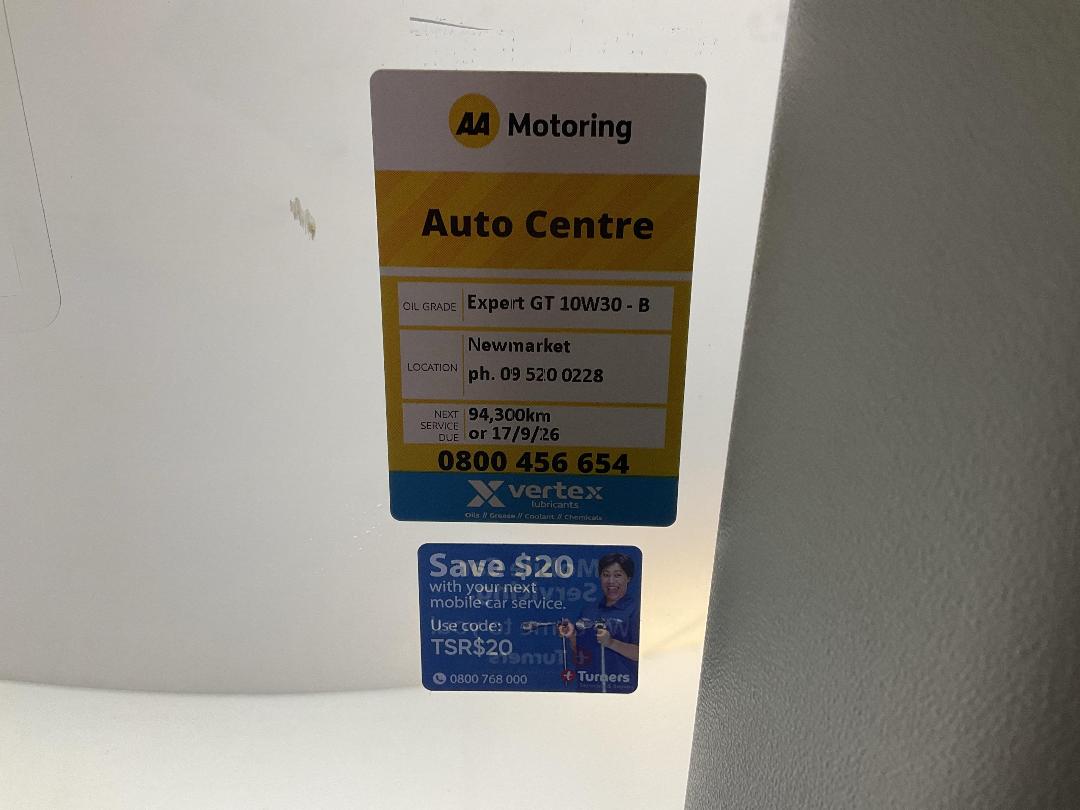 AA Motoring
Auto Centre
OIL GRADE Expert GT 10W30 - B
LOCATION Newmarket
ph. 09 520 0228
NEXT SERVICE DUE 94,300km
or 17/9/26
0800 456 654
X vertex
lubricants
Oils // Grease // Coolant // Chemicals
Save $20
with your next
mobile car service.
Use code:
TSR$20
0800 768 000
Turners